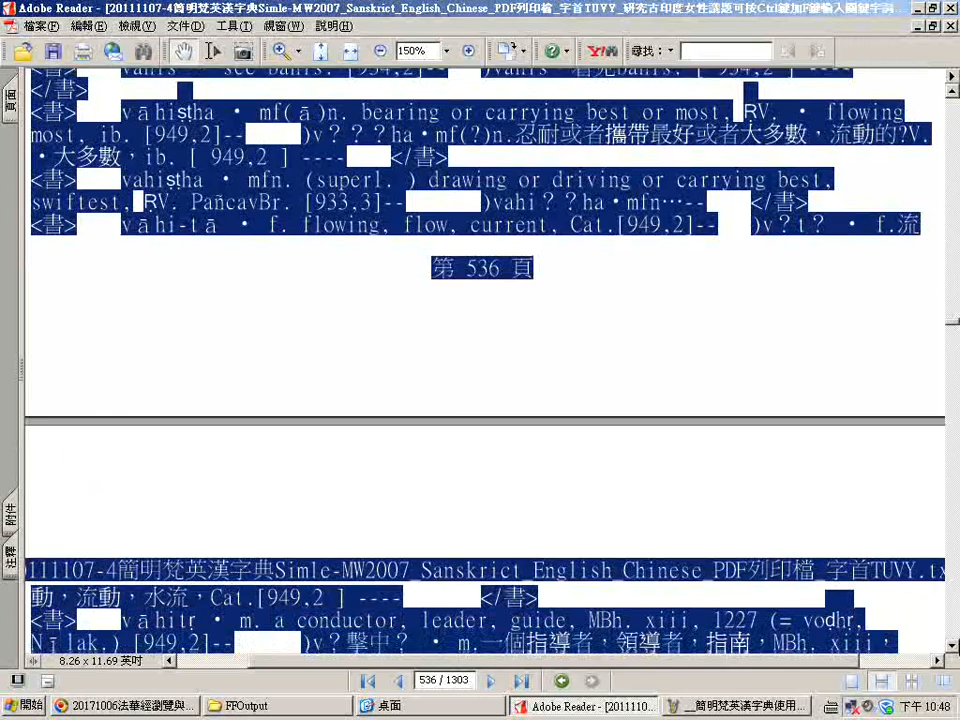 Adobe Reader - [20111107-4簡明梵英漢字典Simle-MW2007_Sanskrict_English_Chinese_PDF列印檔_字首TUVY_研究古印度女性議題可按Ctrl鍵加F鍵輸入關鍵字詞
檔案(F) 編輯(E) 檢視(V) 文件(D) 工具(T) 視窗(W) 說明(H)
150% Y! 尋找：
頁面
</書>
<書> vāhiṣṭha ‧ mf(ā)n. bearing or carrying best or most, RV. ‧ flowing
most, ib. [949,2]-- )v？？？ha‧mf(?)n.忍耐或者攜帶最好或者大多數，流動的?V.
‧大多數，ib. [ 949,2 ] ---- </書>
<書> vahiṣṭha ‧ mfn. (superl. ) drawing or driving or carrying best,
swiftest, RV. PañcavBr. [933,3]-- )vahi？？ha‧mfn…-- </書>
<書> vāhi-tā ‧ f. flowing, flow, current, Cat.[949,2]-- )v？t？ ‧ f.流
第 536 頁
附件
註釋
111107-4簡明梵英漢字典Simle-MW2007_Sanskrict_English_Chinese_PDF列印檔_字首TUVY.tx
動，流動，水流，Cat.[949,2 ] ---- </書>
<書> vāhitṛ ‧ m. a conductor, leader, guide, MBh. xiii, 1227 (= voḍhṛ,
Nīlak.) [949,2]-- )v？擊中？ ‧ m.一個指導者，領導者，指南，MBh. xiii，
8.26 x 11.69 英吋
536 / 1303
開始 20171006法華經瀏覽與... FFOutput 桌面 Adobe Reader - [2011110... __簡明梵英漢字典使用... 下午 10:48